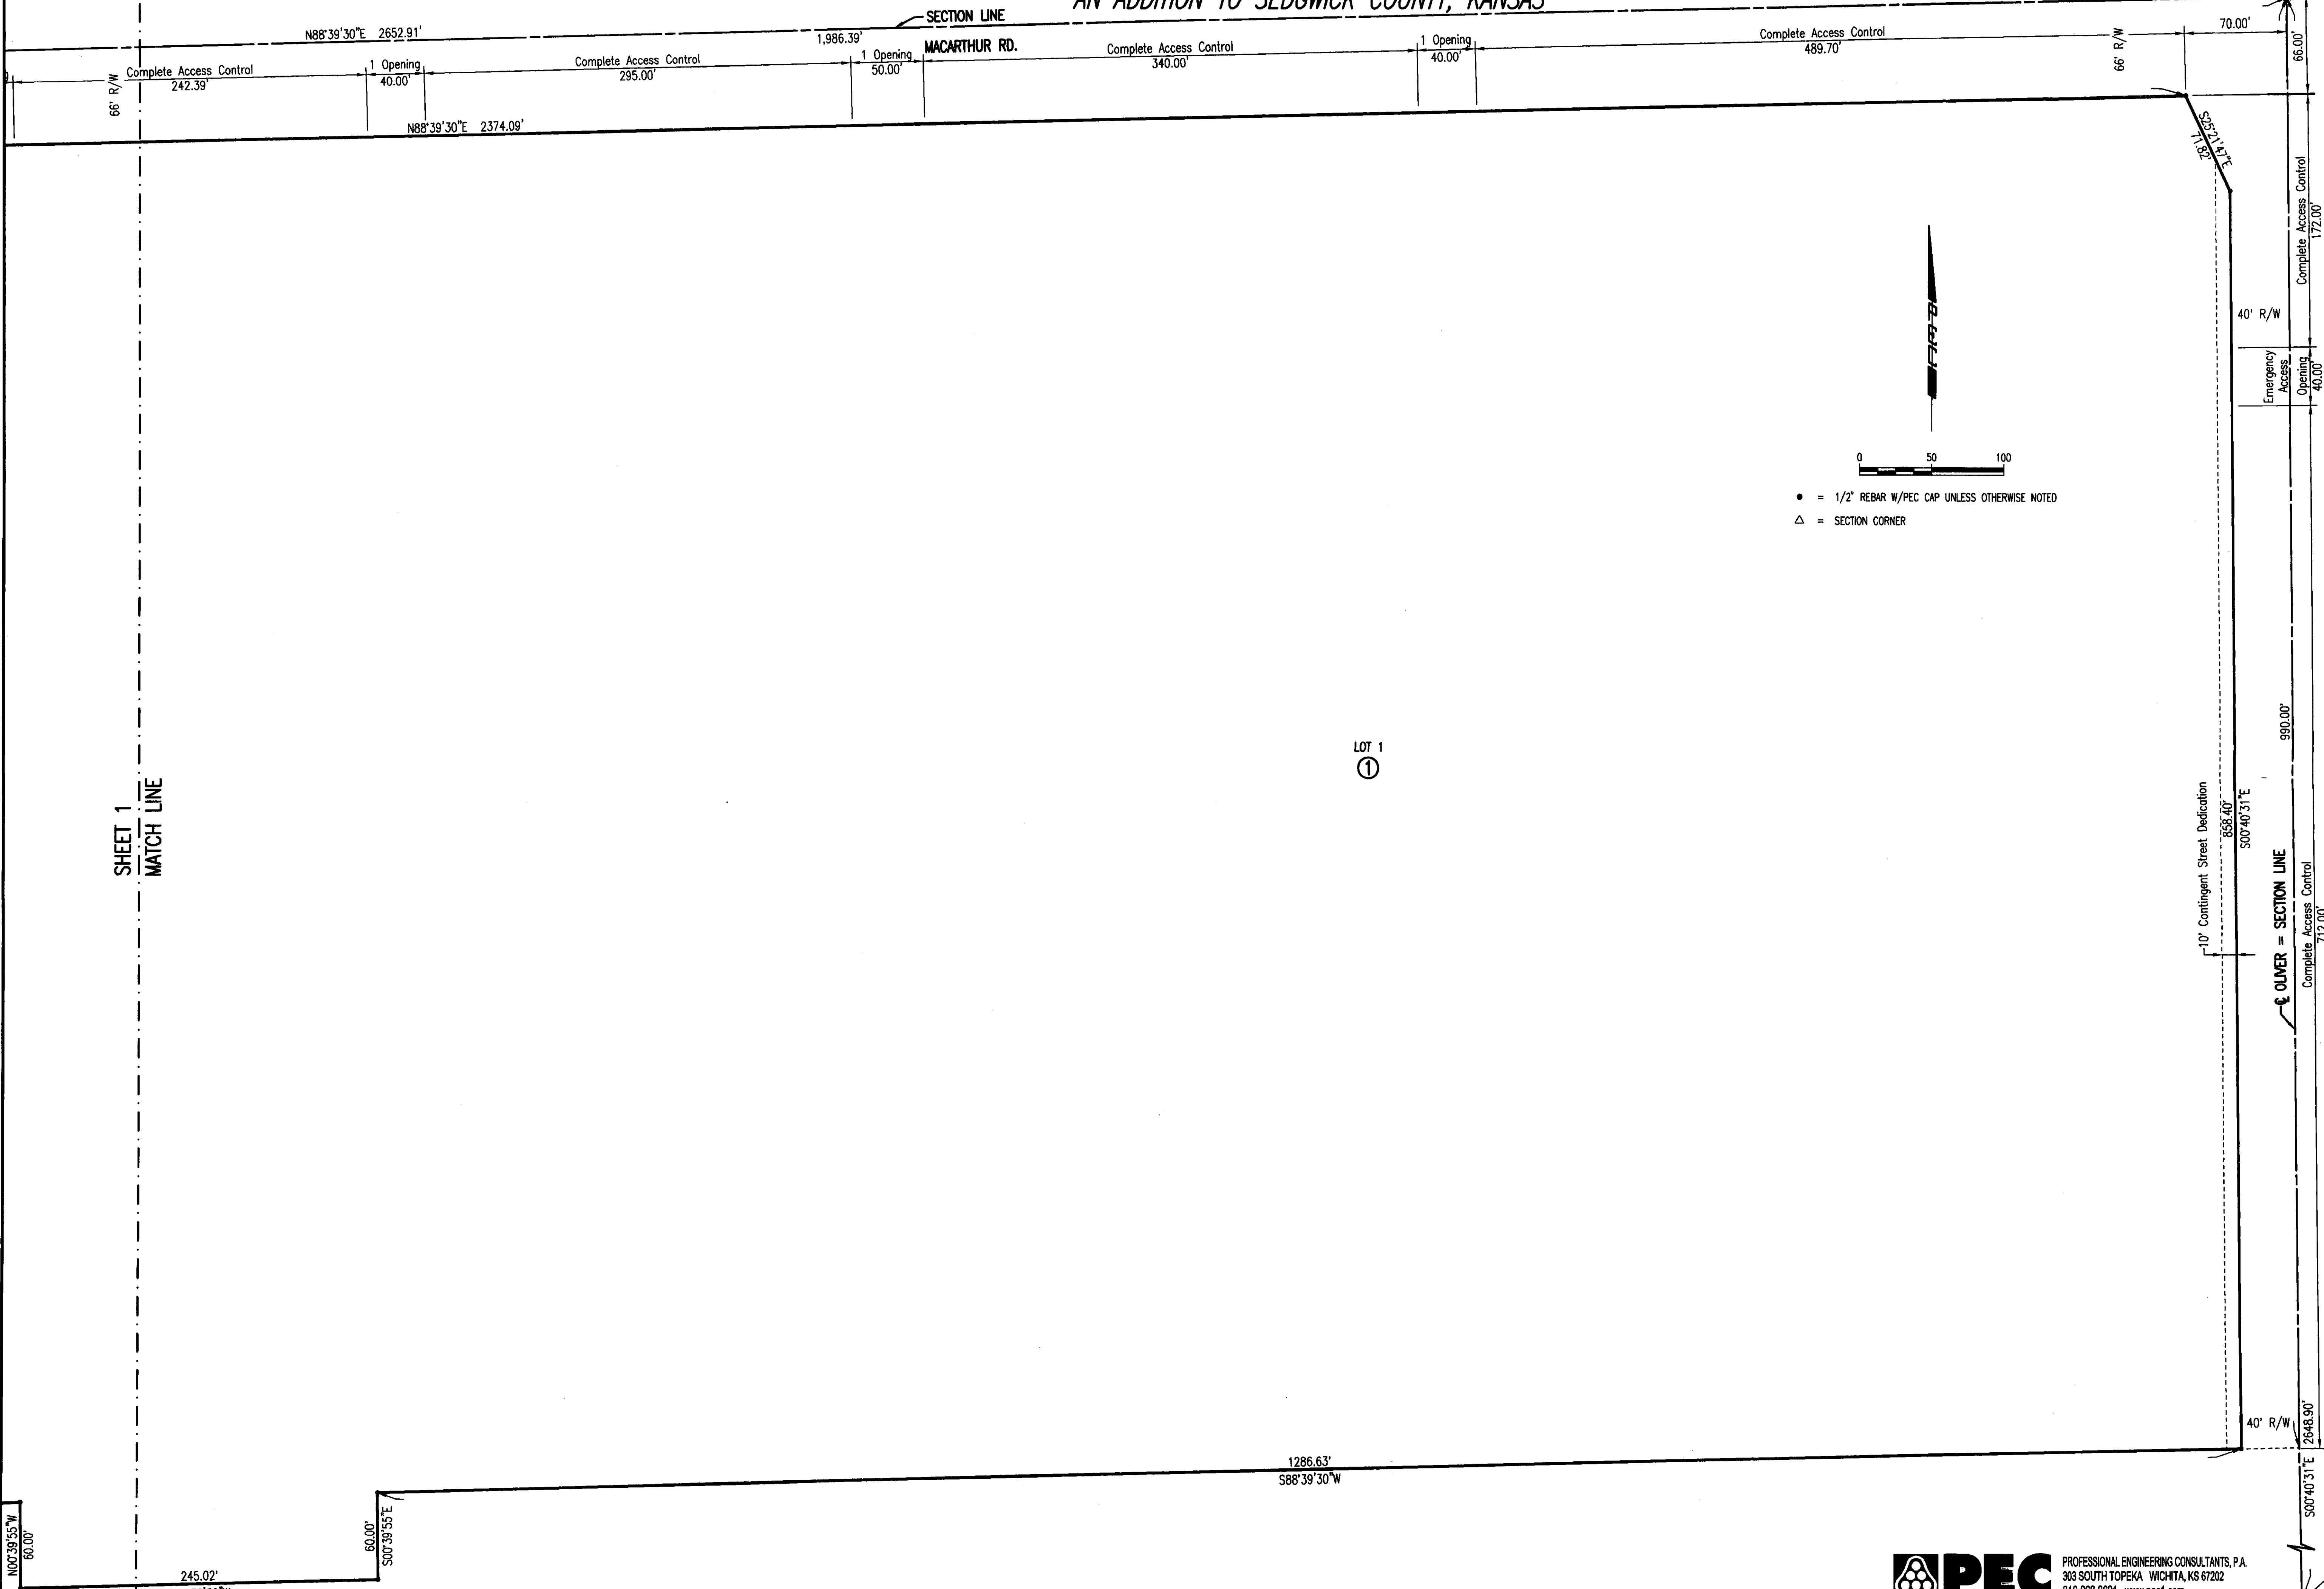 AN ADDITION TO SEDGWICK COUNTY, KANSAS
SECTION LINE
N88°39'30"E 2652.91'
1,986.39'
MACARTHUR RD.
70.00'
66.00'
66' R/W
Complete Access Control
242.39'
1 Opening
40.00'
Complete Access Control
295.00'
1 Opening
50.00'
Complete Access Control
340.00'
1 Opening
40.00'
Complete Access Control
489.70'
66' R/W
N88°39'30"E 2374.09'
S25°21'47"E
71.82'
Complete Access Control
172.00'
40' R/W
Emergency
Access
Opening
40.00'
0 50 100
● = 1/2" REBAR W/PEC CAP UNLESS OTHERWISE NOTED
△ = SECTION CORNER
LOT 1
①
SHEET 1
MATCH LINE
990.00'
10' Contingent Street Dedication
858.40'
S00°40'31"E
℄ OLIVER = SECTION LINE
Complete Access Control
712.00'
40' R/W
2648.90'
S00°40'31"E
1286.63'
S88°39'30"W
N00°39'55"W
60.00'
60.00'
S00°39'55"E
245.02'
PEC
PROFESSIONAL ENGINEERING CONSULTANTS, P.A.
303 SOUTH TOPEKA WICHITA, KS 67202